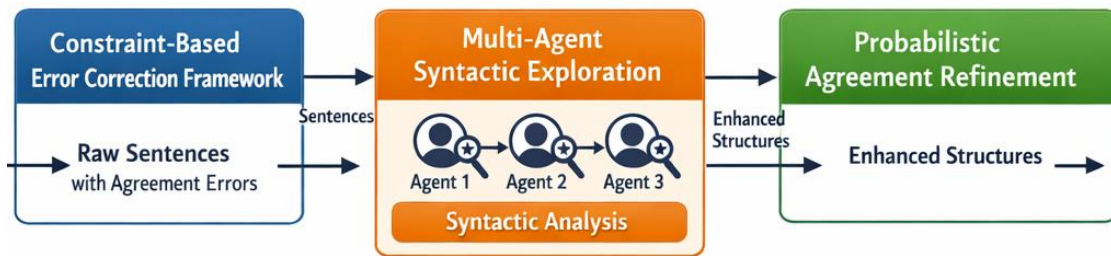 Constraint-Based
Error Correction Framework
Raw Sentences
with Agreement Errors
Sentences
Multi-Agent
Syntactic Exploration
Agent 1
Agent 2
Agent 3
Syntactic Analysis
Enhanced
Structures
Probabilistic
Agreement Refinement
Enhanced Structures